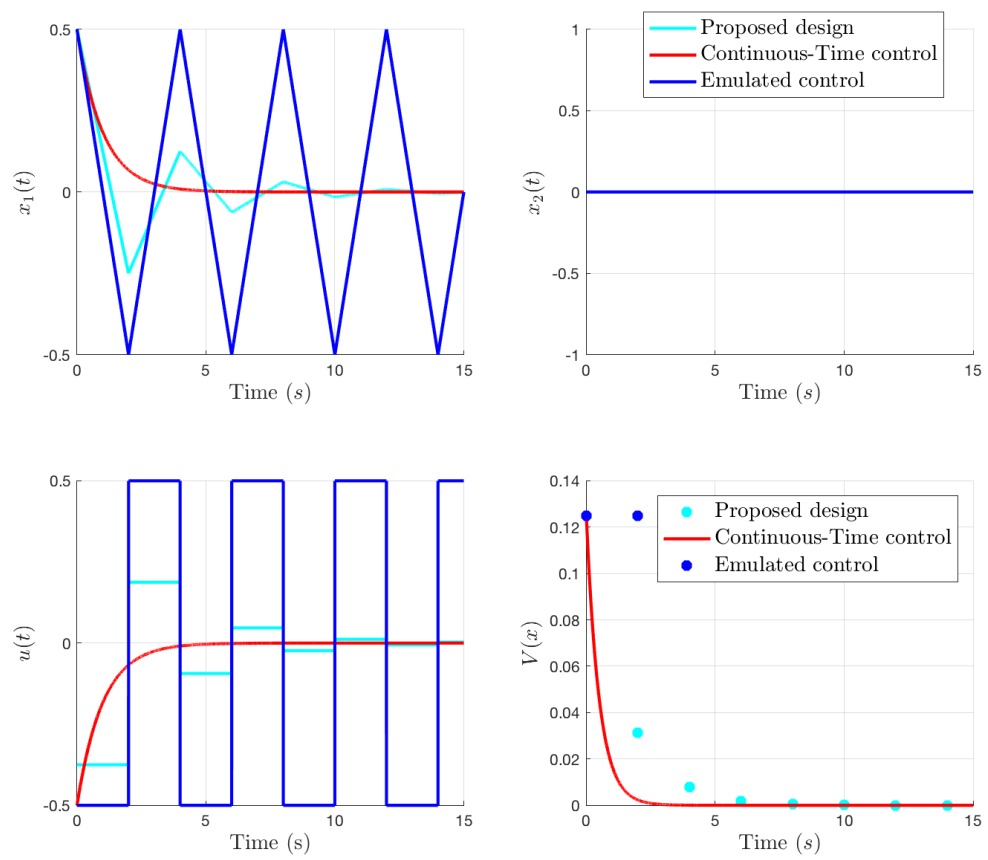 0.5
0
-0.5
x₁(t)
0 5 10 15
Time (s)
Proposed design
Continuous-Time control
Emulated control
1
0.5
0
-0.5
-1
x₂(t)
0 5 10 15
Time (s)
0.5
0
-0.5
u(t)
0 5 10 15
Time (s)
Proposed design
Continuous-Time control
Emulated control
0.14
0.12
0.1
0.08
0.06
0.04
0.02
0
V(x)
0 5 10 15
Time (s)